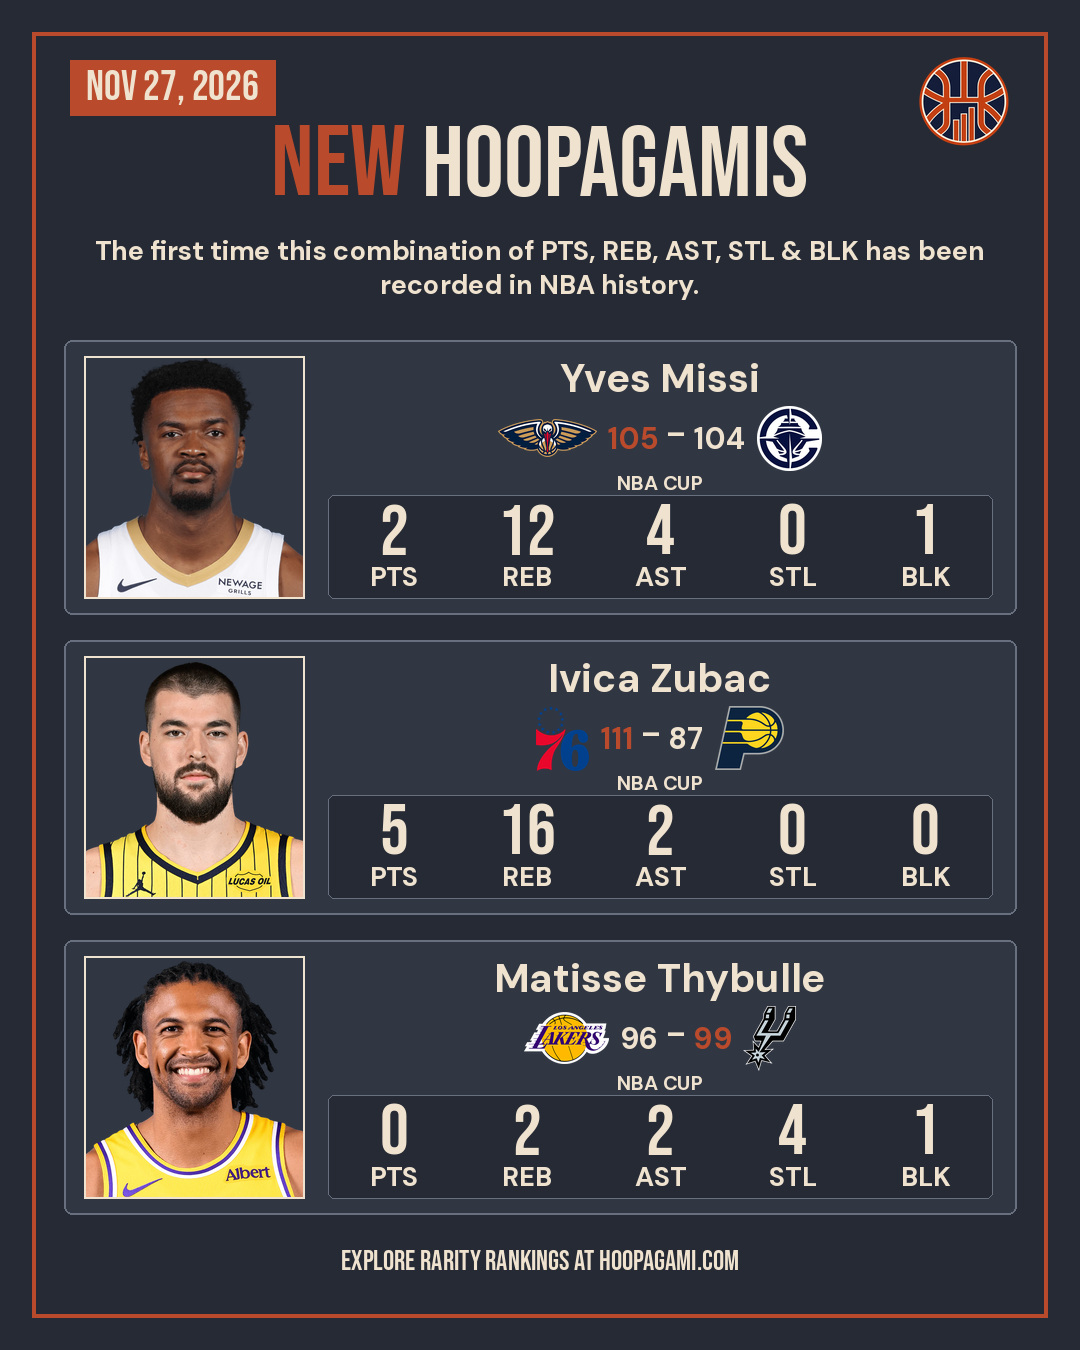 NOV 27, 2026
NEW HOOPAGAMIS
The first time this combination of PTS, REB, AST, STL & BLK has been
recorded in NBA history.
Yves Missi
105 – 104
NBA CUP
2 12 4 0 1
PTS REB AST STL BLK
NEWAGE
GRILLS
Ivica Zubac
76 111 – 87
NBA CUP
5 16 2 0 0
PTS REB AST STL BLK
LUCAS OIL
Matisse Thybulle
LOS ANGELES
LAKERS 96 – 99
NBA CUP
0 2 2 4 1
PTS REB AST STL BLK
Albert
EXPLORE RARITY RANKINGS AT HOOPAGAMI.COM